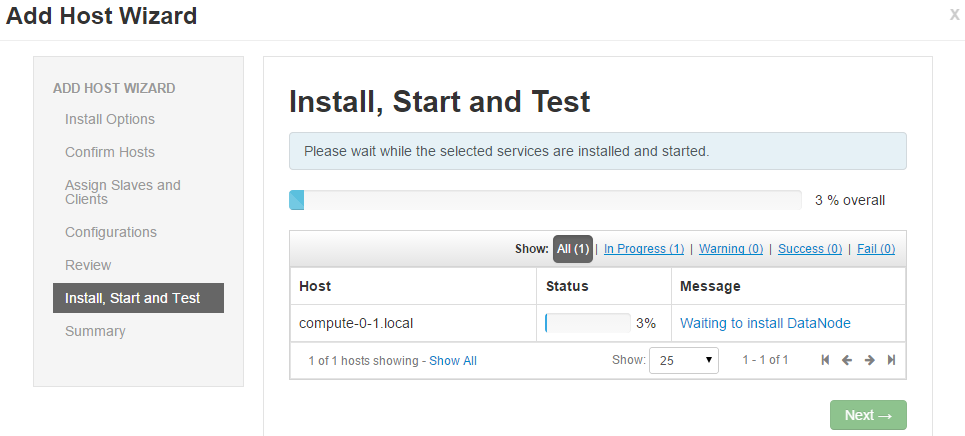 Add Host Wizard
x
ADD HOST WIZARD
Install Options
Confirm Hosts
Assign Slaves and
Clients
Configurations
Review
Install, Start and Test
Summary
Install, Start and Test
Please wait while the selected services are installed and started.
3 % overall
Show: All (1) | In Progress (1) | Warning (0) | Success (0) | Fail (0)
Host Status Message
compute-0-1.local 3% Waiting to install DataNode
1 of 1 hosts showing - Show All Show: 25 1 - 1 of 1
Next →